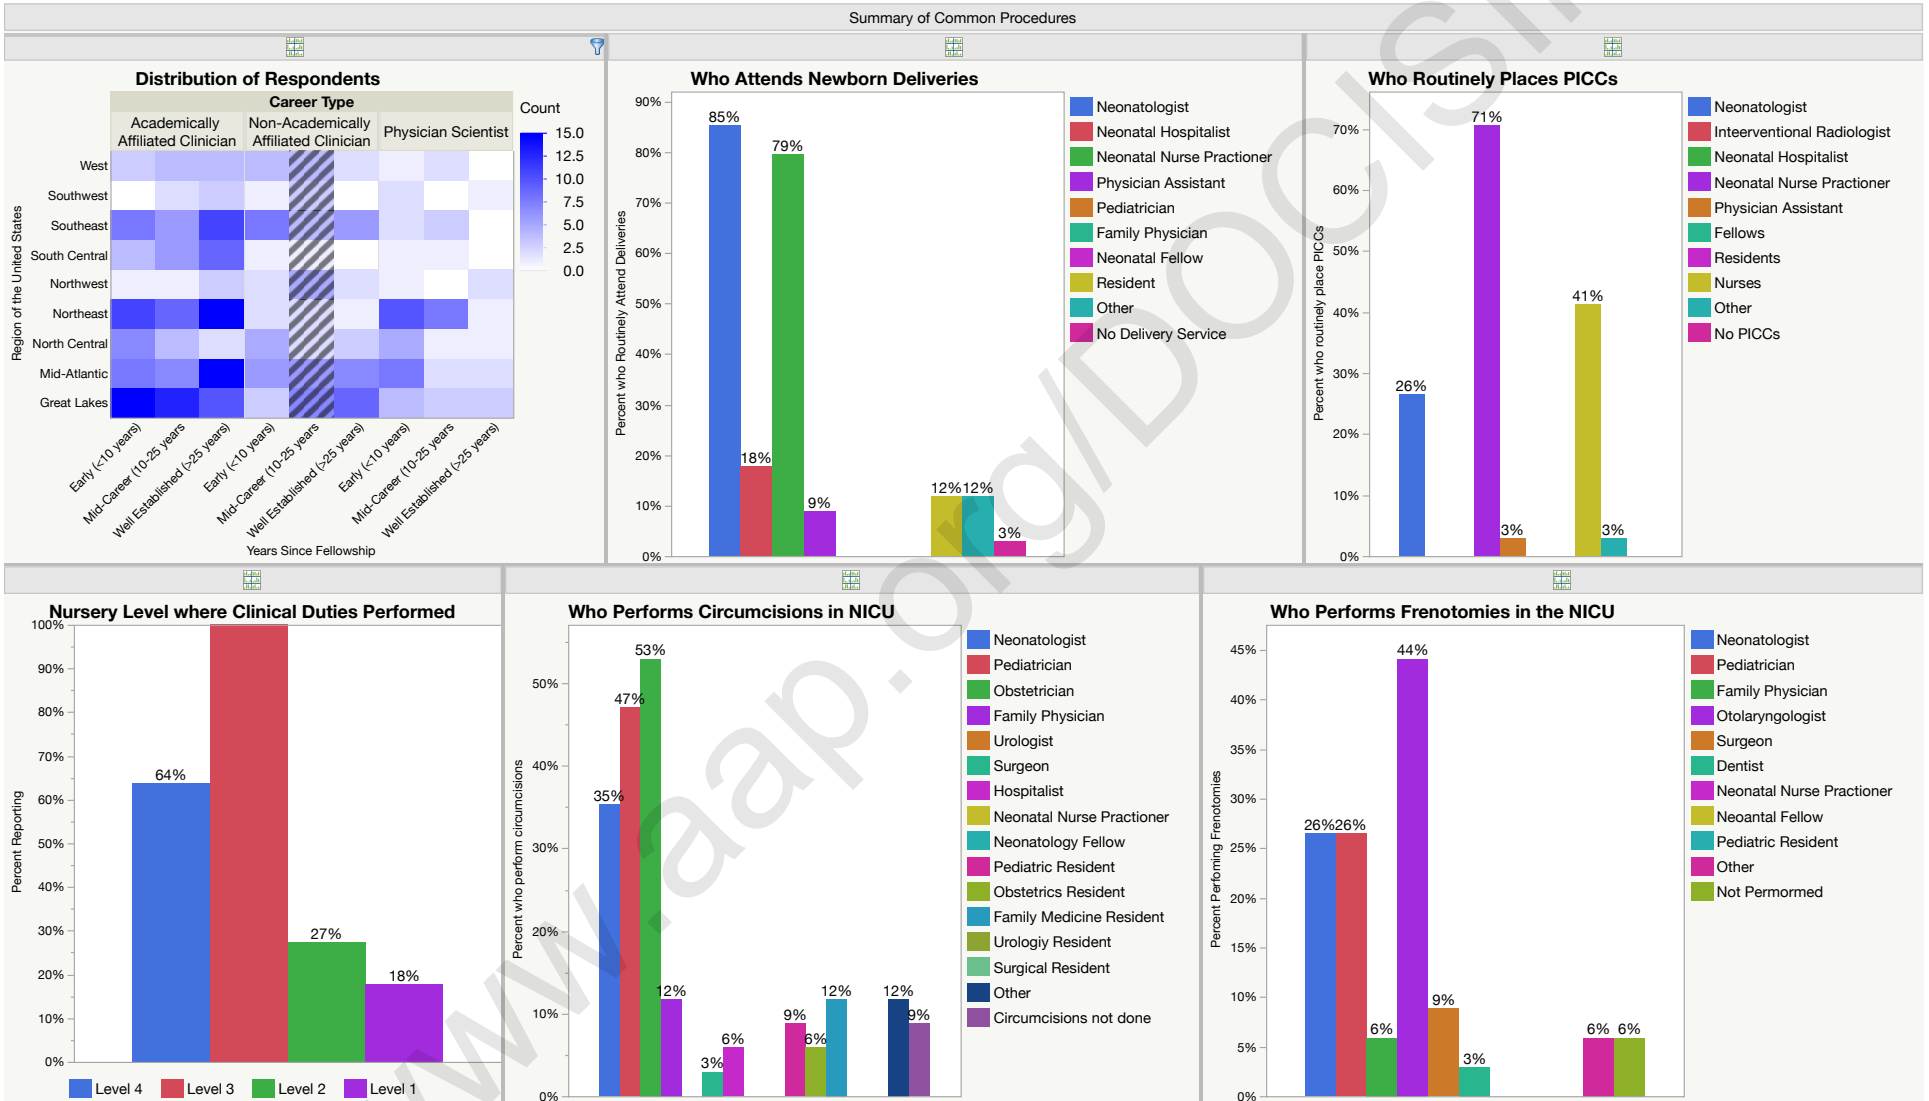 Summary of Common Procedures
Distribution of Respondents
Career Type
Academically
Affiliated Clinician
Non-Academically
Affiliated Clinician
Physician Scientist
Count
15.0
12.5
10.0
7.5
5.0
2.5
0.0
Region of the United States
West
Southwest
Southeast
South Central
Northwest
Northeast
North Central
Mid-Atlantic
Great Lakes
Early (<10 years)
Mid-Career (10-25 years
Well Established (>25 years)
Early (<10 years)
Mid-Career (10-25 years
Well Established (>25 years)
Early (<10 years)
Mid-Career (10-25 years
Well Established (>25 years)
Years Since Fellowship
Who Attends Newborn Deliveries
Percent who Routinely Attend Deliveries
90%
80%
70%
60%
50%
40%
30%
20%
10%
0%
85%
18%
79%
9%
12%
12%
3%
Neonatologist
Neonatal Hospitalist
Neonatal Nurse Practioner
Physician Assistant
Pediatrician
Family Physician
Neonatal Fellow
Resident
Other
No Delivery Service
Who Routinely Places PICCs
Percent who routinely place PICCs
70%
60%
50%
40%
30%
20%
10%
0%
26%
71%
3%
41%
3%
Neonatologist
Inteerventional Radiologist
Neonatal Hospitalist
Neonatal Nurse Practioner
Physician Assistant
Fellows
Residents
Nurses
Other
No PICCs
Nursery Level where Clinical Duties Performed
Percent Reporting
100%
90%
80%
70%
60%
50%
40%
30%
20%
10%
0%
64%
27%
18%
Level 4
Level 3
Level 2
Level 1
Who Performs Circumcisions in NICU
Percent who perform circumcisions
50%
40%
30%
20%
10%
0%
35%
47%
53%
12%
3%
6%
9%
6%
12%
12%
9%
Neonatologist
Pediatrician
Obstetrician
Family Physician
Urologist
Surgeon
Hospitalist
Neonatal Nurse Practioner
Neonatology Fellow
Pediatric Resident
Obstetrics Resident
Family Medicine Resident
Urologiy Resident
Surgical Resident
Other
Circumcisions not done
Who Performs Frenotomies in the NICU
Percent Performing Frenotomies
45%
40%
35%
30%
25%
20%
15%
10%
5%
0%
26%
26%
6%
44%
9%
3%
6%
6%
Neonatologist
Pediatrician
Family Physician
Otolaryngologist
Surgeon
Dentist
Neonatal Nurse Practioner
Neoantal Fellow
Pediatric Resident
Other
Not Permormed